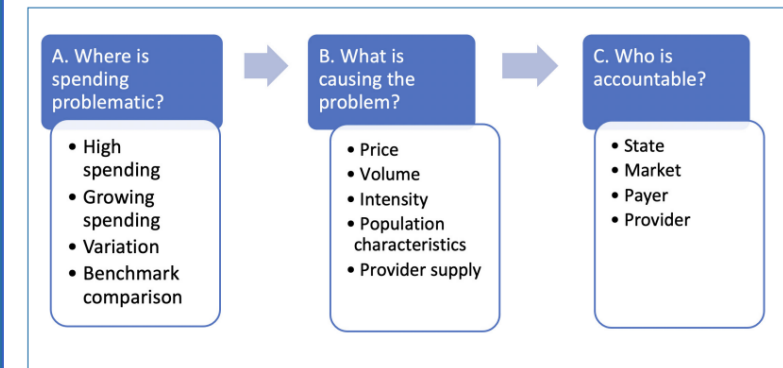 A. Where is
spending
problematic?
• High
spending
• Growing
spending
• Variation
• Benchmark
comparison
B. What is
causing the
problem?
• Price
• Volume
• Intensity
• Population
characteristics
• Provider supply
C. Who is
accountable?
• State
• Market
• Payer
• Provider